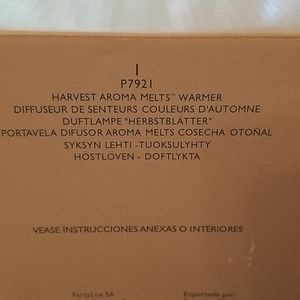 1
P7921
HARVEST AROMA MELTS™ WARMER
DIFFUSEUR DE SENTEURS COULEURS D'AUTOMNE
DUFTLAMPE "HERBSTBLÄTTER"
PORTAVELA DIFUSOR AROMA MELTS COSECHA OTOÑAL
SYKSYN LEHTI -TUOKSULYHTY
HÖSTLÖVEN - DOFTLYKTA
VEASE INSTRUCCIONES ANEXAS O INTERIORES
PartyLite SA
Exportado por: